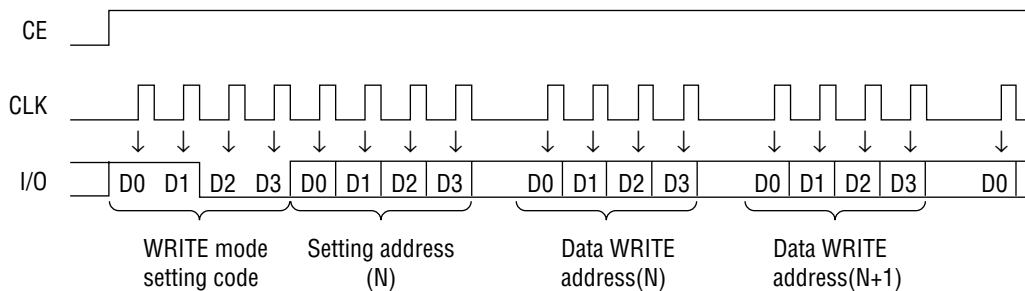 CE
CLK
I/O D0 D1 D2 D3 D0 D1 D2 D3 D0 D1 D2 D3 D0 D1 D2 D3 D0
WRITE mode
setting code
Setting address
(N)
Data WRITE
address(N)
Data WRITE
address(N+1)